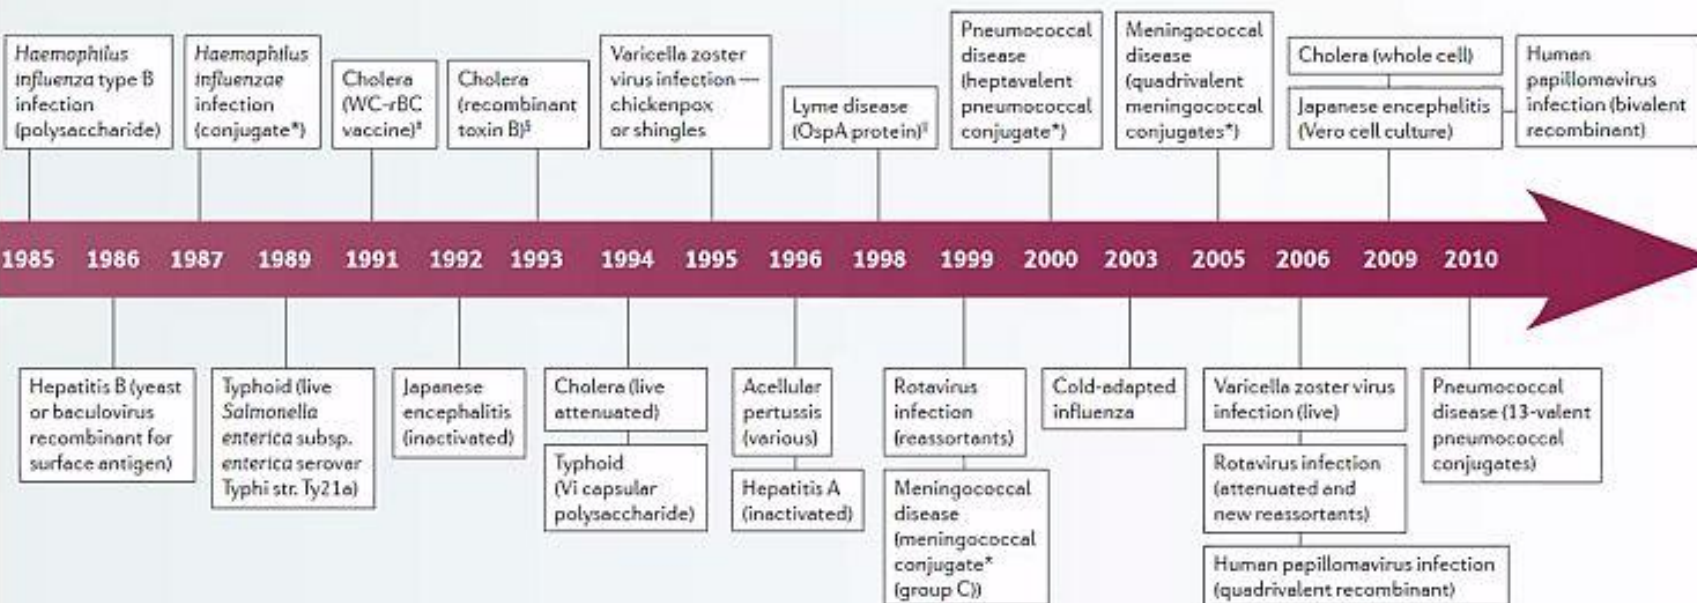 Haemophilus
influenza type B
infection
(polysaccharide)
Haemophilus
influenzae
infection
(conjugate*)
Cholera
(WC-rBC
vaccine)‡
Cholera
(recombinant
toxin B)§
Varicella zoster
virus infection —
chickenpox
or shingles
Lyme disease
(OspA protein)||
Pneumococcal
disease
(heptavalent
pneumococcal
conjugate*)
Meningococcal
disease
(quadrivalent
meningococcal
conjugates*)
Cholera (whole cell)
Japanese encephalitis
(Vero cell culture)
Human
papillomavirus
infection (bivalent
recombinant)
1985 1986 1987 1989 1991 1992 1993 1994 1995 1996 1998 1999 2000 2003 2005 2006 2009 2010
Hepatitis B (yeast
or baculovirus
recombinant for
surface antigen)
Typhoid (live
Salmonella
enterica subsp.
enterica serovar
Typhi str. Ty21a)
Japanese
encephalitis
(inactivated)
Cholera (live
attenuated)
Typhoid
(Vi capsular
polysaccharide)
Acellular
pertussis
(various)
Hepatitis A
(inactivated)
Rotavirus
infection
(reassortants)
Meningococcal
disease
(meningococcal
conjugate*
(group C))
Cold-adapted
influenza
Varicella zoster virus
infection (live)
Rotavirus infection
(attenuated and
new reassortants)
Human papillomavirus infection
(quadrivalent recombinant)
Pneumococcal
disease (13-valent
pneumococcal
conjugates)